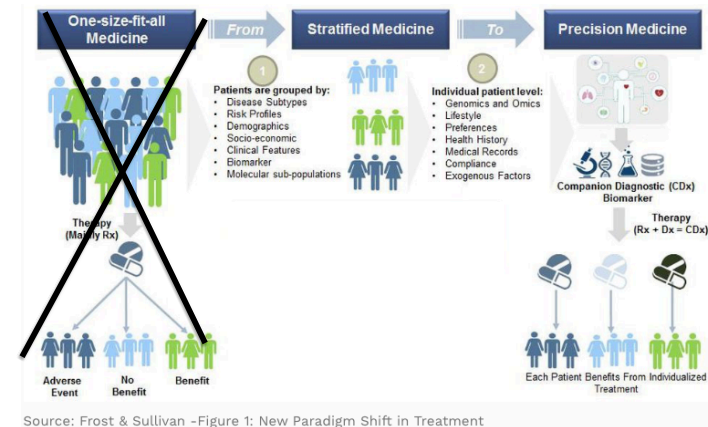 One-size-fit-all
Medicine
From
Stratified Medicine
To
Precision Medicine
1
Patients are grouped by:
• Disease Subtypes
• Risk Profiles
• Demographics
• Socio-economic
• Clinical Features
• Biomarker
• Molecular sub-populations
2
Individual patient level:
• Genomics and Omics
• Lifestyle
• Preferences
• Health History
• Medical Records
• Compliance
• Exogenous Factors
Companion Diagnostic (CDx)
Biomarker
Therapy
(Mainly Rx)
Therapy
(Rx + Dx = CDx)
Adverse
Event
No
Benefit
Benefit
Each Patient Benefits From Individualized
Treatment
Source: Frost & Sullivan -Figure 1: New Paradigm Shift in Treatment